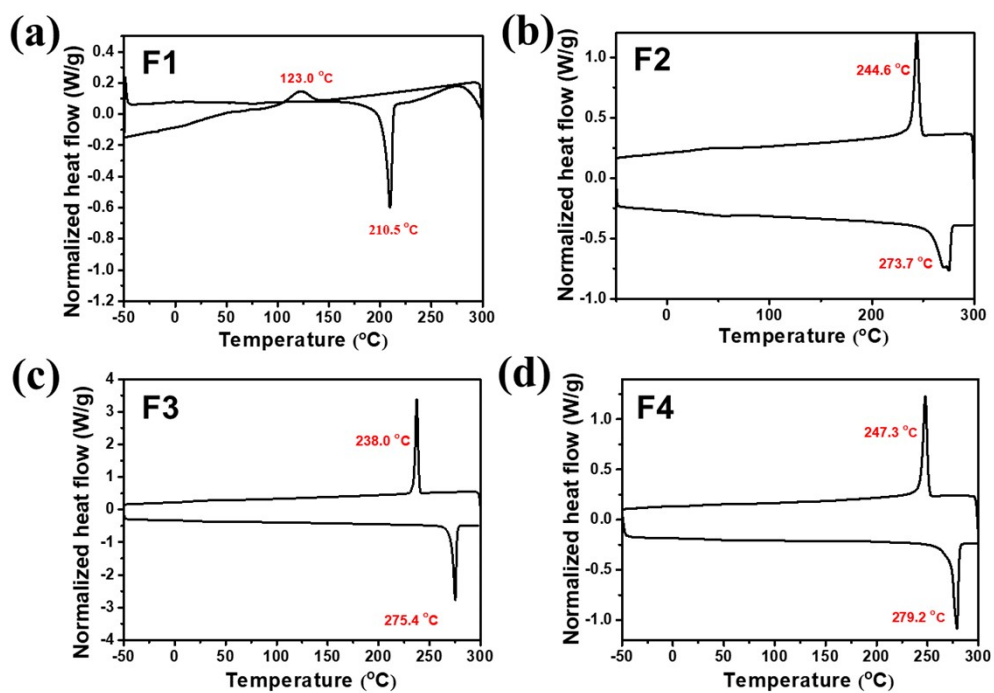 (a)
F1
Normalized heat flow (W/g)
0.4
0.2
0.0
-0.2
-0.4
-0.6
-0.8
-1.0
-1.2
123.0 °C
210.5 °C
-50 0 50 100 150 200 250 300
Temperature (°C)
(b)
F2
Normalized heat flow (W/g)
1.0
0.5
0.0
-0.5
-1.0
244.6 °C
273.7 °C
0 100 200 300
Temperature (°C)
(c)
F3
Normalized heat flow (W/g)
4
3
2
1
0
-1
-2
-3
-4
238.0 °C
275.4 °C
-50 0 50 100 150 200 250 300
Temperature (°C)
(d)
F4
Normalized heat flow (W/g)
1.0
0.5
0.0
-0.5
-1.0
247.3 °C
279.2 °C
-50 0 50 100 150 200 250 300
Temperature (°C)